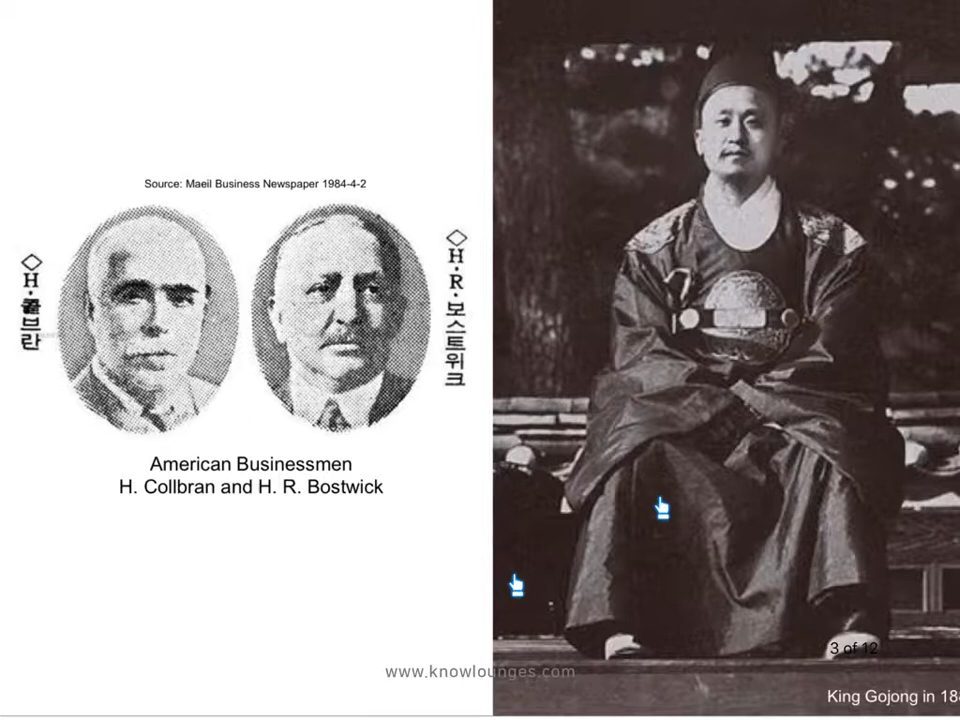 Source: Maeil Business Newspaper 1984-4-2
◇H·콜브란
◇H·R·보스트위크
American Businessmen
H. Collbran and H. R. Bostwick
3 of 12
www.knowlounges.com
King Gojong in 188